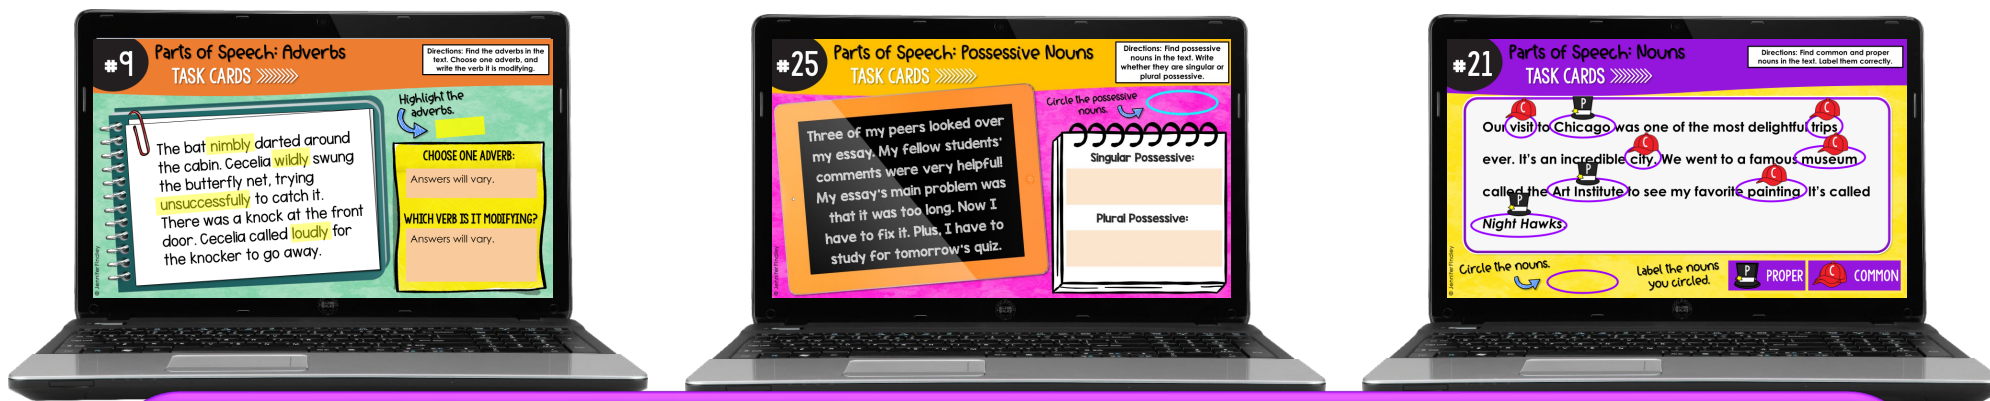 #9
Parts of Speech: Adverbs
TASK CARDS
Directions: Find the adverbs in the
text. Choose one adverb, and
write the verb it is modifying.
Highlight the
adverbs.
The bat nimbly darted around
the cabin. Cecelia wildly swung
the butterfly net, trying
unsuccessfully to catch it.
There was a knock at the front
door. Cecelia called loudly for
the knocker to go away.
CHOOSE ONE ADVERB:
Answers will vary.
WHICH VERB IS IT MODIFYING?
Answers will vary.
© Jennifer Findley
#25
Parts of Speech: Possessive Nouns
TASK CARDS
Directions: Find possessive
nouns in the text. Write
whether they are singular or
plural possessive.
Circle the possessive
nouns.
Three of my peers looked over
my essay. My fellow students'
comments were very helpful!
My essay's main problem was
that it was too long. Now I
have to fix it. Plus, I have to
study for tomorrow's quiz.
Singular Possessive:
Plural Possessive:
© Jennifer Findley
#21
Parts of Speech: Nouns
TASK CARDS
Directions: Find common and proper
nouns in the text. Label them correctly.
C P C
Our visit to Chicago was one of the most delightful trips
C C
ever. It's an incredible city. We went to a famous museum
P C
called the Art Institute to see my favorite painting. It's called
P
Night Hawks.
Circle the nouns.
Label the nouns
you circled.
P PROPER
C COMMON
© Jennifer Findley